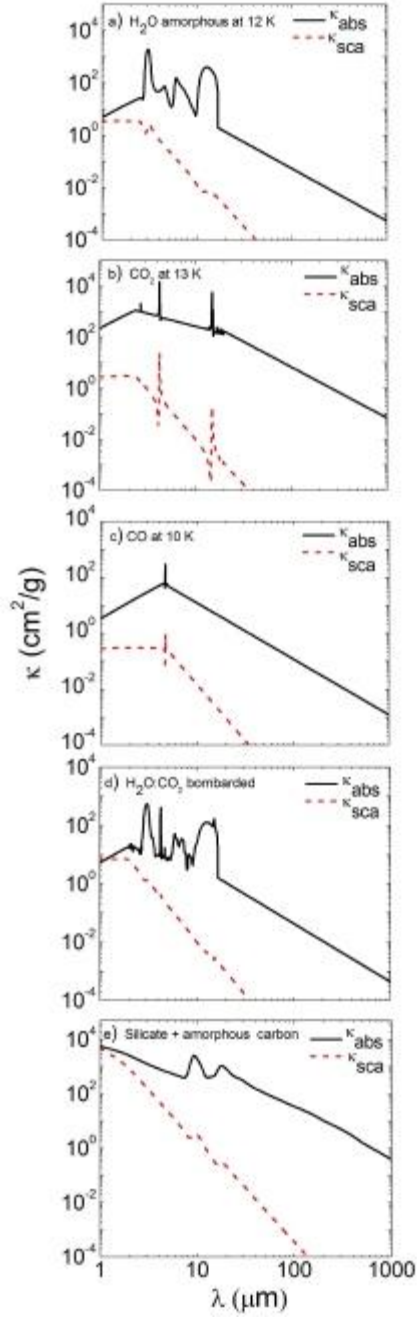 a) H₂O amorphous at 12 K
κabs
κsca
10⁴
10²
10⁰
10⁻²
10⁻⁴
b) CO₂ at 13 K
κabs
κsca
10⁴
10²
10⁰
10⁻²
10⁻⁴
c) CO at 10 K
κabs
κsca
10⁴
10²
10⁰
10⁻²
10⁻⁴
κ (cm²/g)
d) H₂O:CO₂ bombarded
κabs
κsca
10⁴
10²
10⁰
10⁻²
10⁻⁴
e) Silicate + amorphous carbon
κabs
κsca
10⁴
10²
10⁰
10⁻²
10⁻⁴
1 10 100 1000
λ (μm)